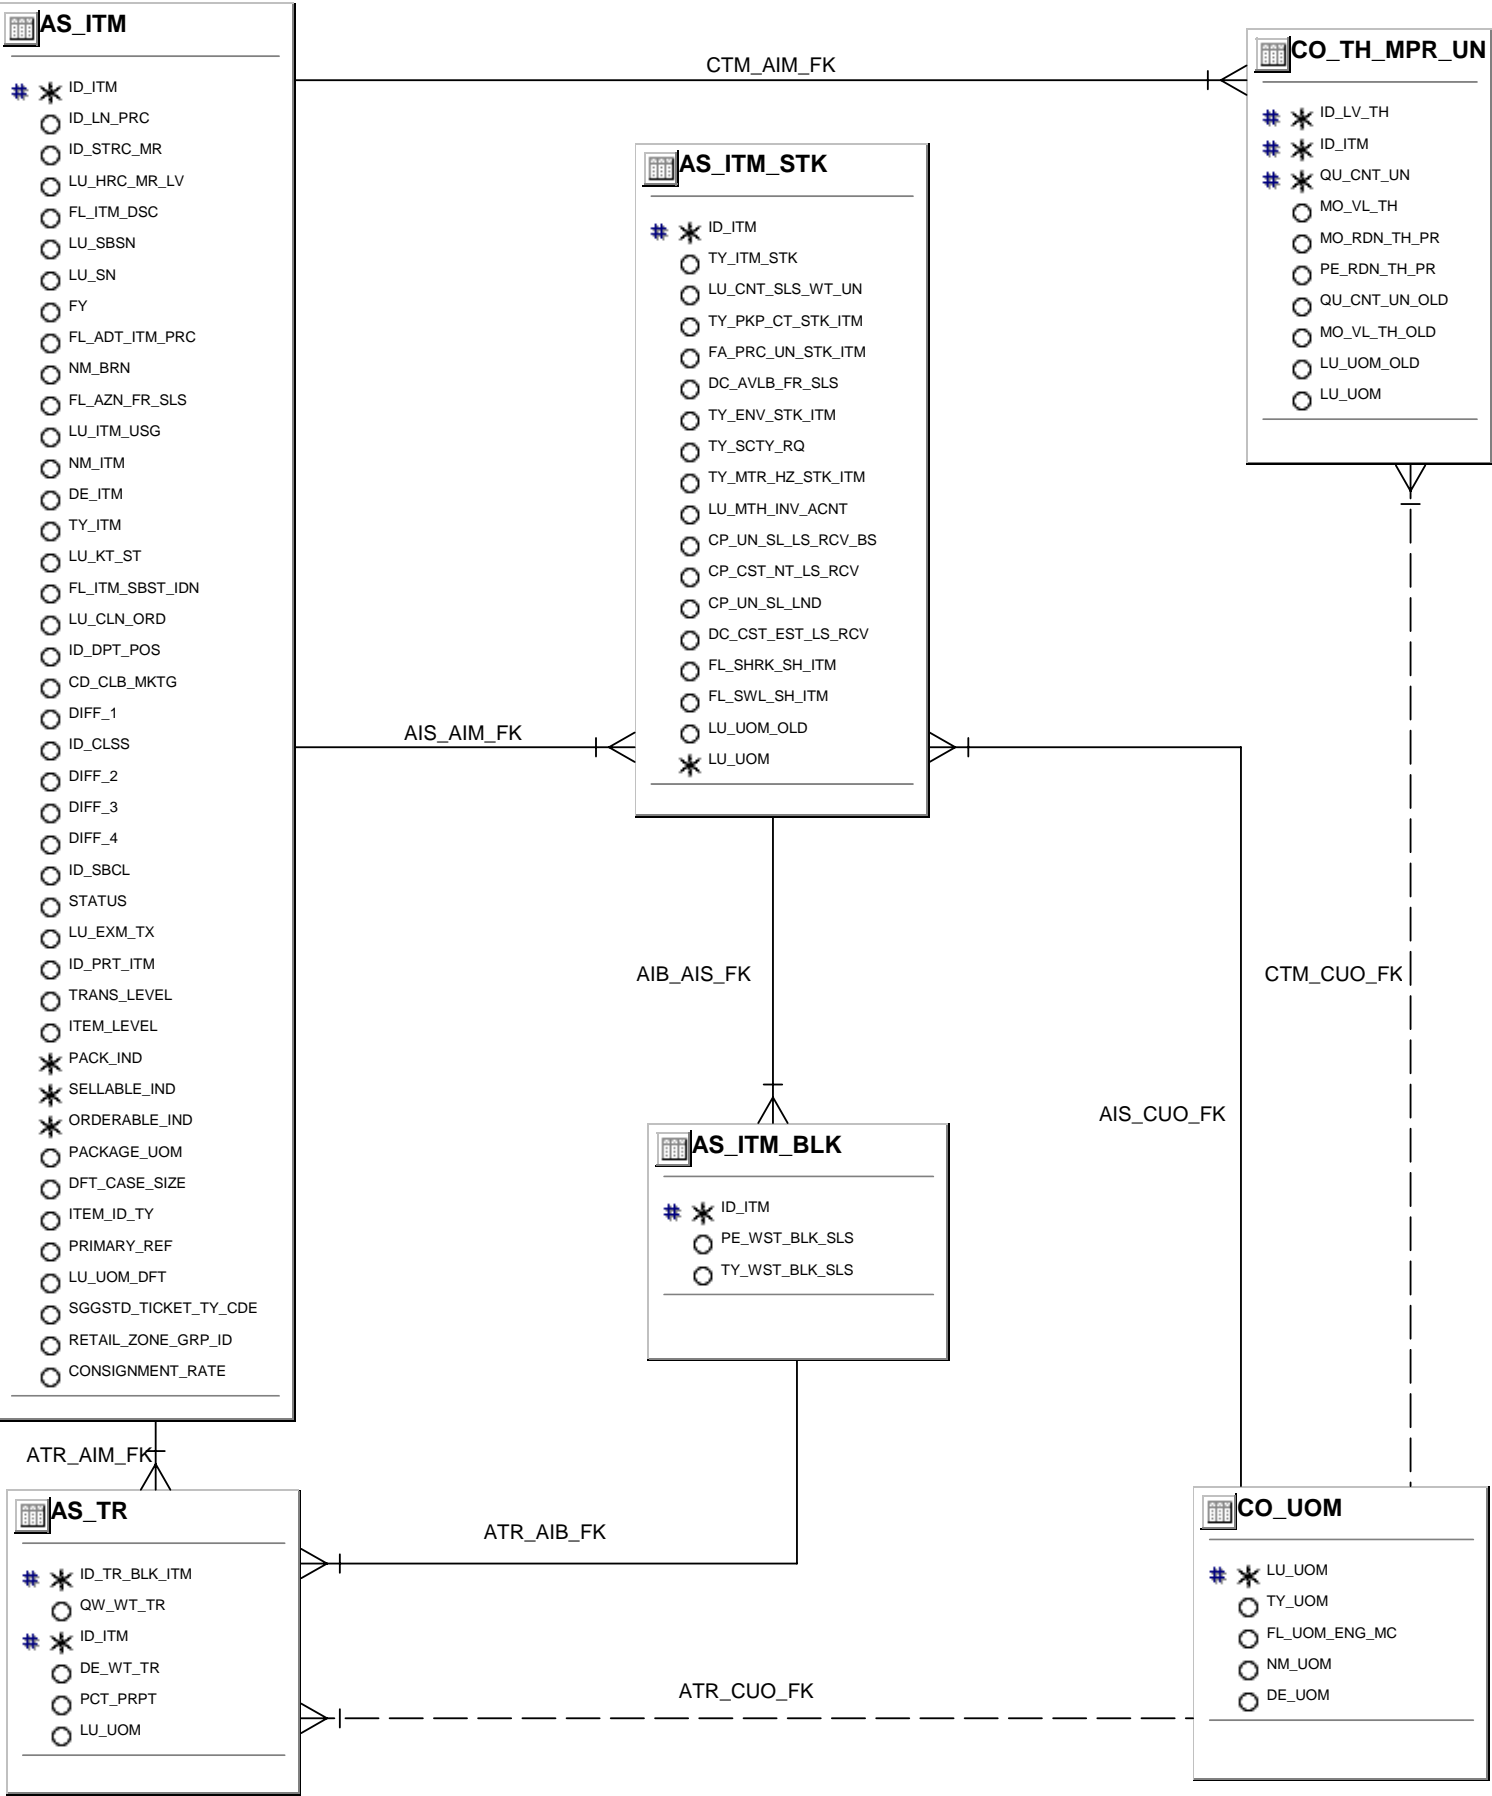 AS_ITM
# ID_ITM
ID_LN_PRC
ID_STRC_MR
LU_HRC_MR_LV
FL_ITM_DSC
LU_SBSN
LU_SN
FY
FL_ADT_ITM_PRC
NM_BRN
FL_AZN_FR_SLS
LU_ITM_USG
NM_ITM
DE_ITM
TY_ITM
LU_KT_ST
FL_ITM_SBST_IDN
LU_CLN_ORD
ID_DPT_POS
CD_CLB_MKTG
DIFF_1
ID_CLSS
DIFF_2
DIFF_3
DIFF_4
ID_SBCL
STATUS
LU_EXM_TX
ID_PRT_ITM
TRANS_LEVEL
ITEM_LEVEL
PACK_IND
SELLABLE_IND
ORDERABLE_IND
PACKAGE_UOM
DFT_CASE_SIZE
ITEM_ID_TY
PRIMARY_REF
LU_UOM_DFT
SGGSTD_TICKET_TY_CDE
RETAIL_ZONE_GRP_ID
CONSIGNMENT_RATE
CTM_AIM_FK
CO_TH_MPR_UN
# ID_LV_TH
# ID_ITM
# QU_CNT_UN
MO_VL_TH
MO_RDN_TH_PR
PE_RDN_TH_PR
QU_CNT_UN_OLD
MO_VL_TH_OLD
LU_UOM_OLD
LU_UOM
AS_ITM_STK
# ID_ITM
TY_ITM_STK
LU_CNT_SLS_WT_UN
TY_PKP_CT_STK_ITM
FA_PRC_UN_STK_ITM
DC_AVLB_FR_SLS
TY_ENV_STK_ITM
TY_SCTY_RQ
TY_MTR_HZ_STK_ITM
LU_MTH_INV_ACNT
CP_UN_SL_LS_RCV_BS
CP_CST_NT_LS_RCV
CP_UN_SL_LND
DC_CST_EST_LS_RCV
FL_SHRK_SH_ITM
FL_SWL_SH_ITM
LU_UOM_OLD
LU_UOM
AIS_AIM_FK
AIB_AIS_FK
CTM_CUO_FK
AIS_CUO_FK
AS_ITM_BLK
# ID_ITM
PE_WST_BLK_SLS
TY_WST_BLK_SLS
ATR_AIM_FK
AS_TR
# ID_TR_BLK_ITM
QW_WT_TR
# ID_ITM
DE_WT_TR
PCT_PRPT
LU_UOM
ATR_AIB_FK
ATR_CUO_FK
CO_UOM
# LU_UOM
TY_UOM
FL_UOM_ENG_MC
NM_UOM
DE_UOM